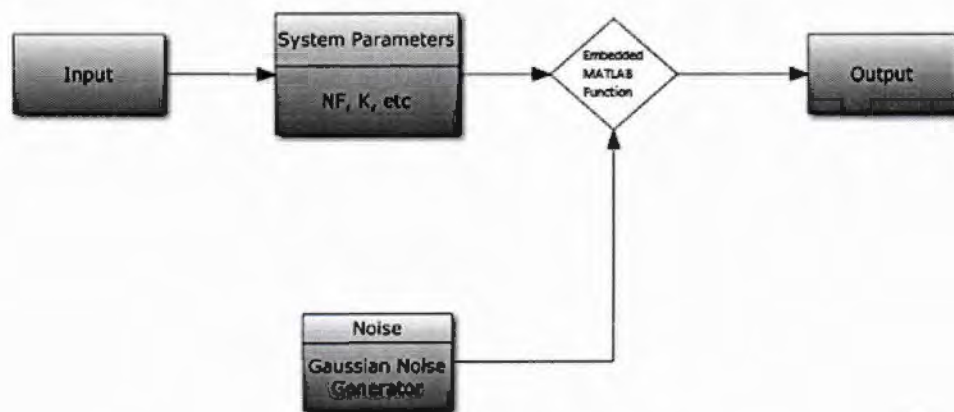 Input
System Parameters
NF, K, etc
Embedded
MATLAB
Function
Output
Noise
Gaussian Noise
Generator